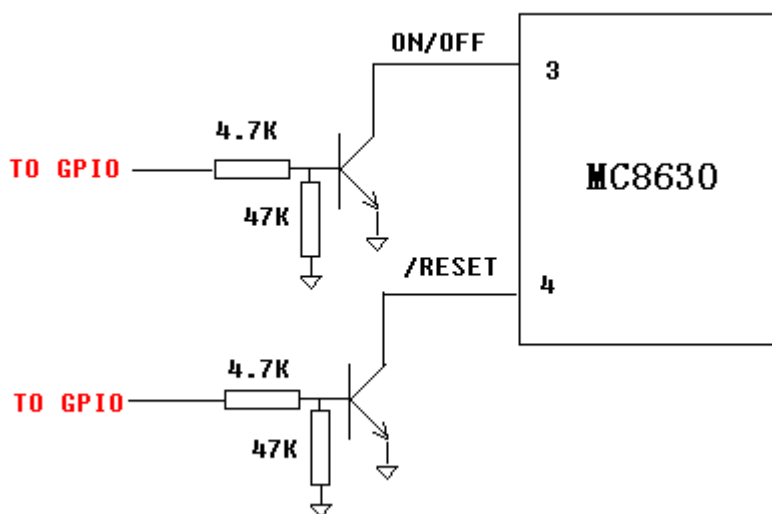 ON/OFF
3
4.7K
TO GPIO
MC8630
47K
/RESET
4
4.7K
TO GPIO
47K